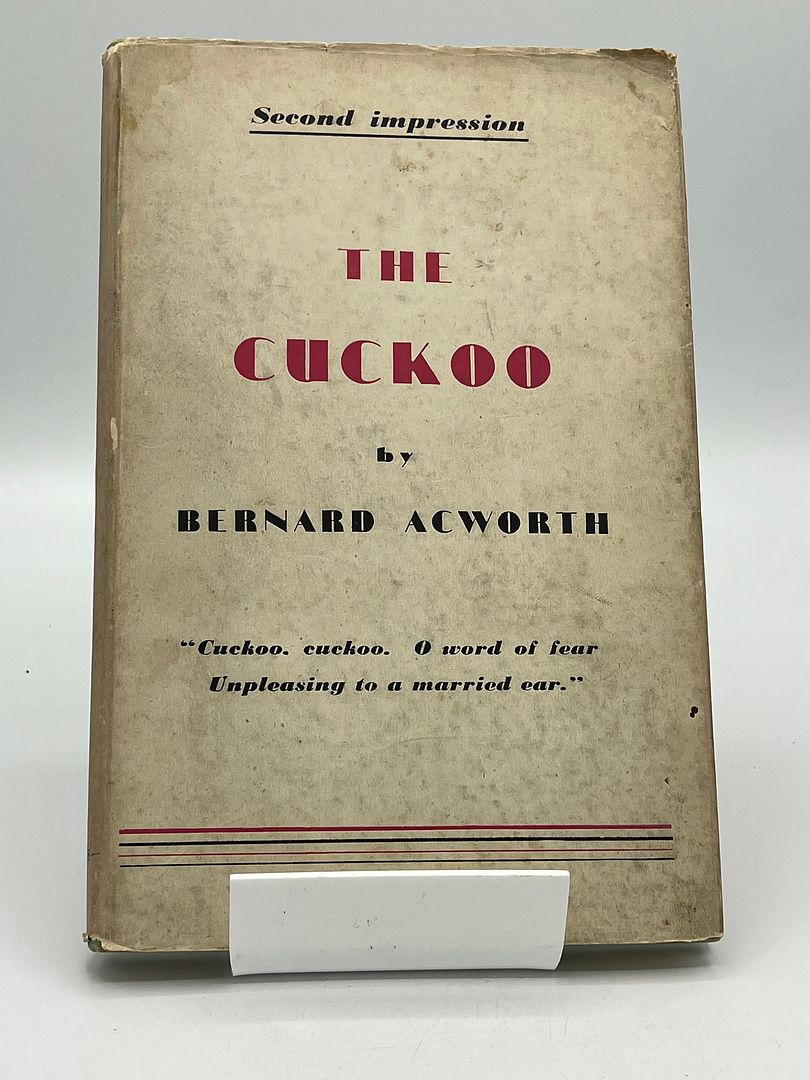 Second impression
THE
CUCKOO
by
BERNARD ACWORTH
“Cuckoo, cuckoo. O word of fear
Unpleasing to a married ear.”